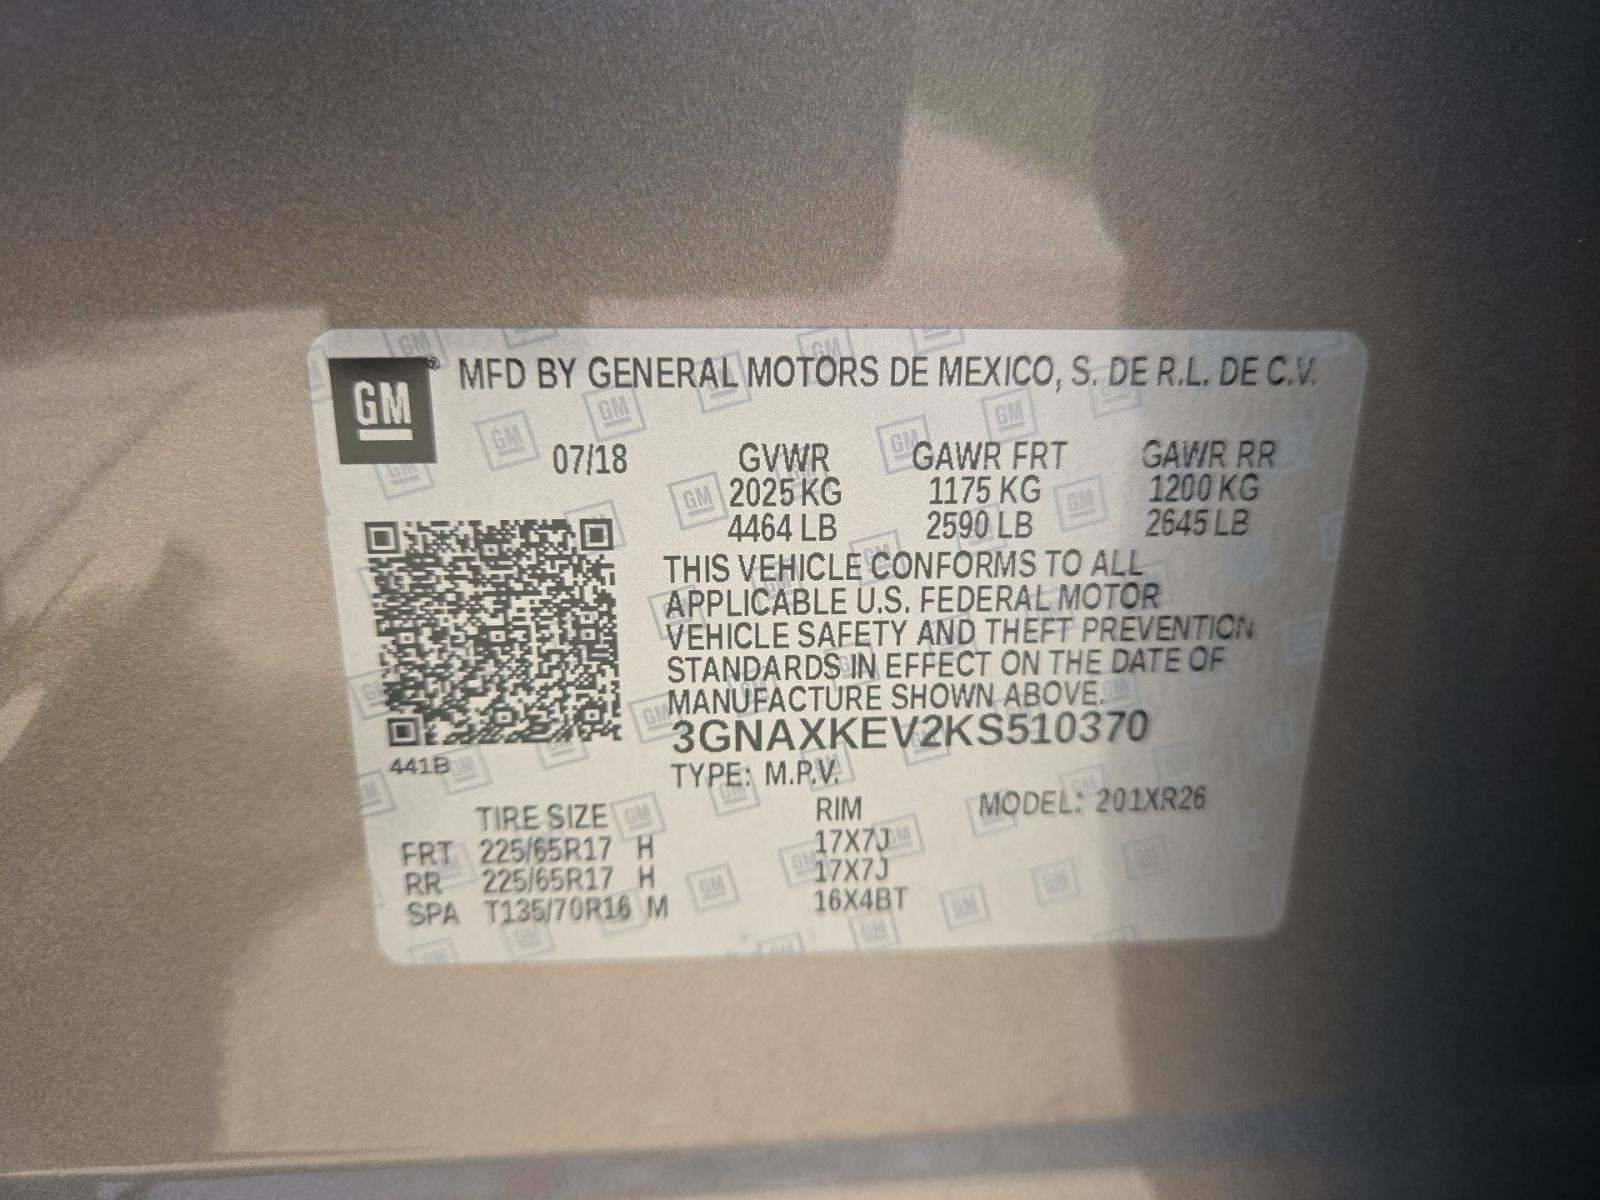 GM® MFD BY GENERAL MOTORS DE MEXICO, S. DE R.L. DE C.V.
07/18 GVWR GAWR FRT GAWR RR
2025 KG 1175 KG 1200 KG
4464 LB 2590 LB 2645 LB
THIS VEHICLE CONFORMS TO ALL
APPLICABLE U.S. FEDERAL MOTOR
VEHICLE SAFETY AND THEFT PREVENTION
STANDARDS IN EFFECT ON THE DATE OF
MANUFACTURE SHOWN ABOVE.
3GNAXKEV2KS510370
441B
TYPE: M.P.V.
TIRE SIZE RIM MODEL: 201XR26
FRT 225/65R17 H 17X7J
RR 225/65R17 H 17X7J
SPA T135/70R16 M 16X4BT